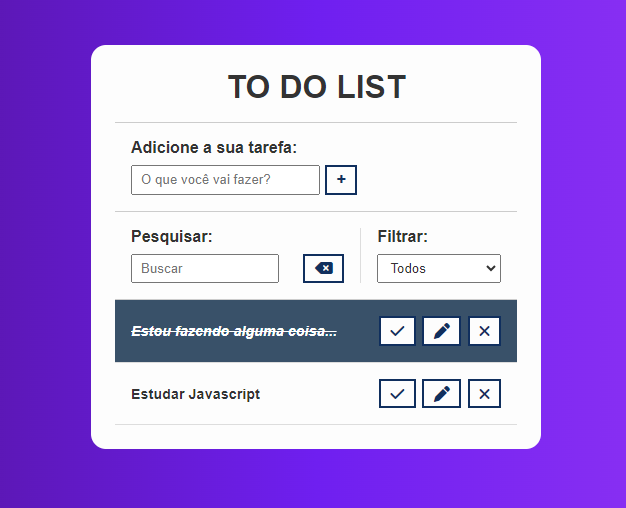 TO DO LIST
Adicione a sua tarefa:
O que você vai fazer? +
Pesquisar: Filtrar:
Buscar Todos
Estou fazendo alguma coisa...
Estudar Javascript